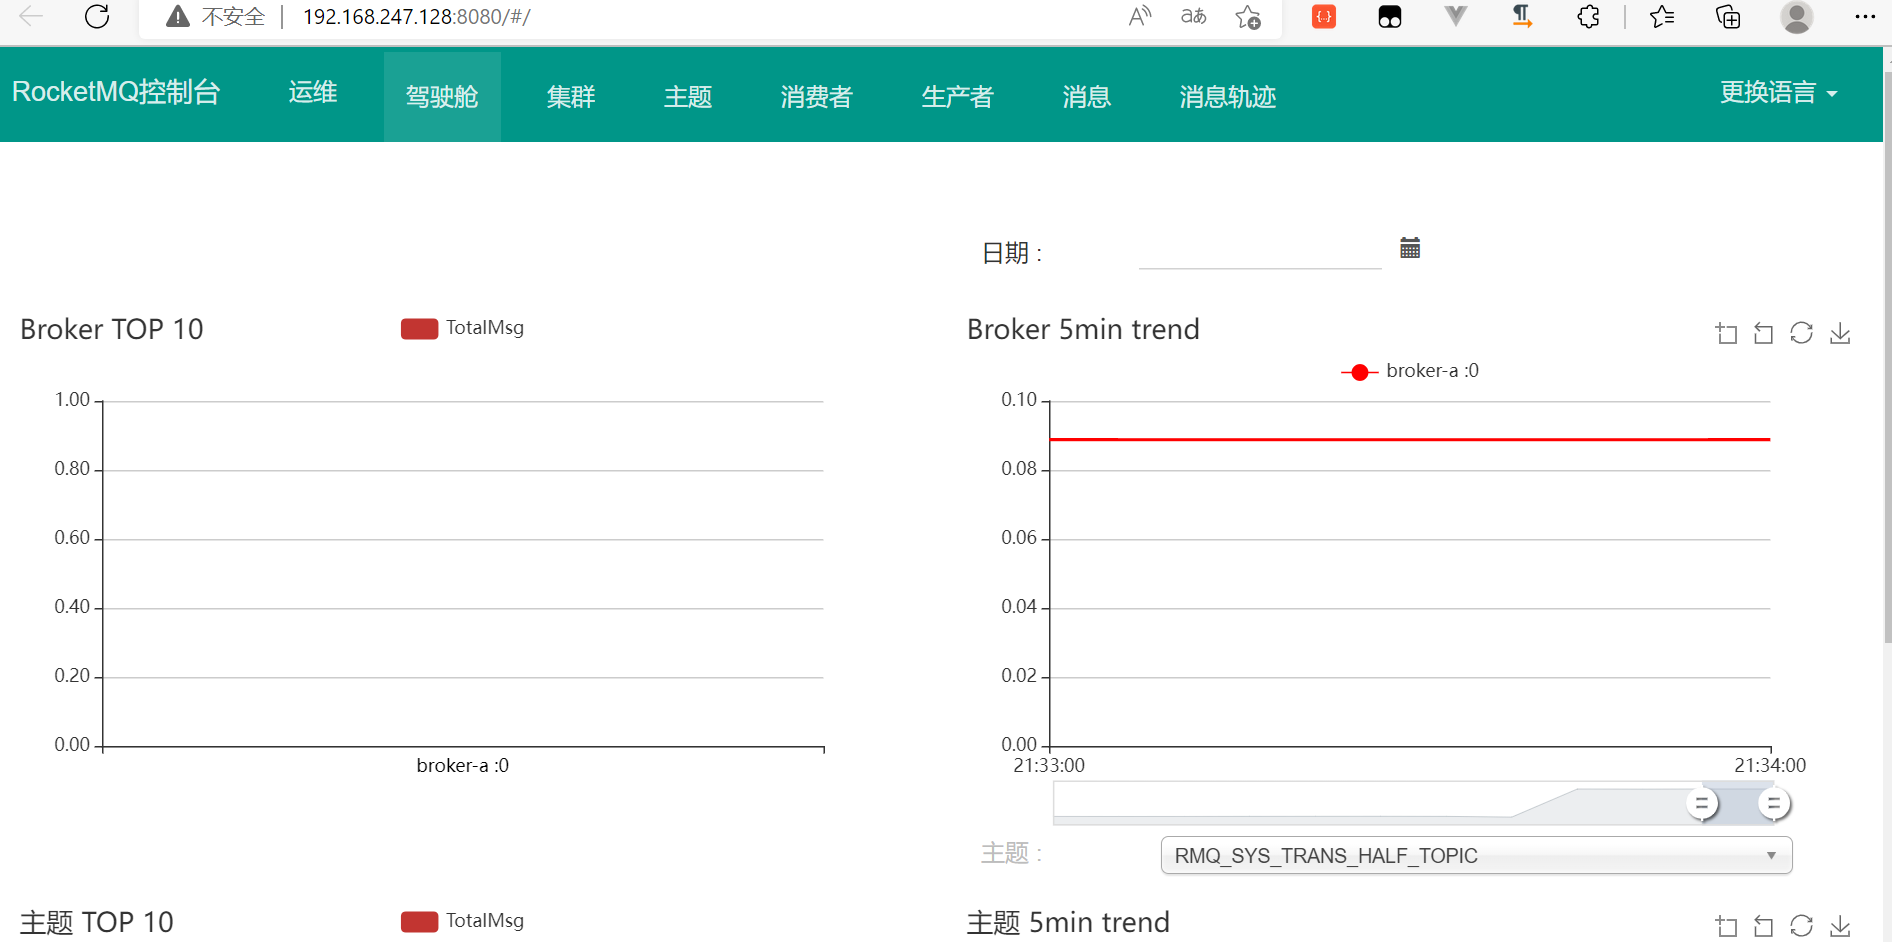 不安全 192.168.247.128:8080/#/
RocketMQ控制台 运维 驾驶舱 集群 主题 消费者 生产者 消息 消息轨迹 更换语言
日期 :
Broker TOP 10
TotalMsg
1.00
0.80
0.60
0.40
0.20
0.00
broker-a :0
Broker 5min trend
broker-a :0
0.10
0.08
0.06
0.04
0.02
0.00
21:33:00 21:34:00
主题 : RMQ_SYS_TRANS_HALF_TOPIC
主题 TOP 10
TotalMsg
主题 5min trend